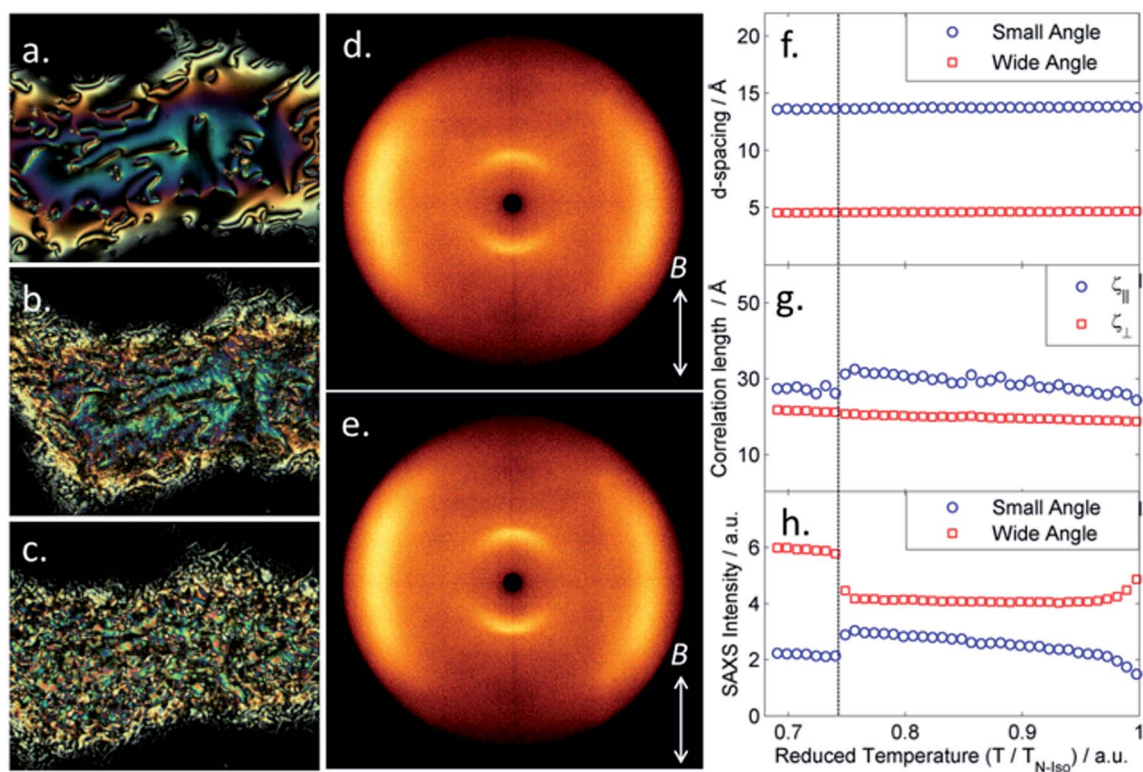 a.
b.
c.
d.
B
e.
B
f.
Small Angle
Wide Angle
d-spacing / Å
20
15
10
5
g.
ζ||
ζ⊥
Correlation length / Å
50
30
10
h.
Small Angle
Wide Angle
SAXS Intensity / a.u.
6
4
2
0
0.7 0.8 0.9 1
Reduced Temperature (T / T_N-Iso) / a.u.